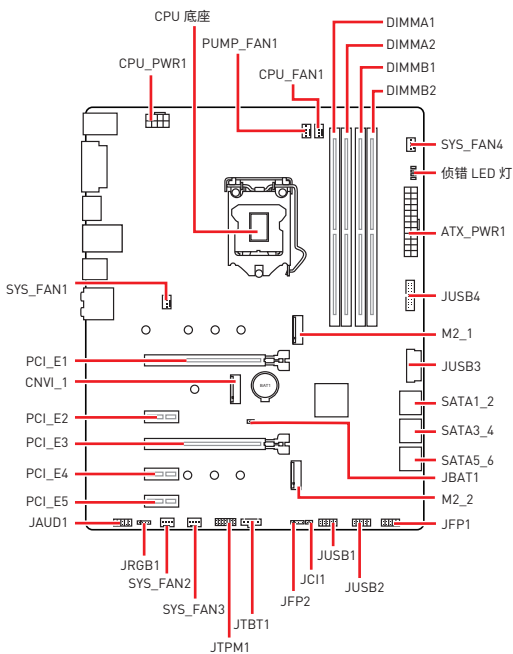 CPU 底座
PUMP_FAN1
CPU_PWR1
CPU_FAN1
DIMMA1
DIMMA2
DIMMB1
DIMMB2
SYS_FAN4
侦错 LED 灯
ATX_PWR1
SYS_FAN1
JUSB4
M2_1
PCI_E1
JUSB3
CNVI_1
BAT1
SATA1_2
PCI_E2
SATA3_4
PCI_E3
SATA5_6
PCI_E4
JBAT1
M2_2
PCI_E5
JAUD1
JFP1
JRGB1
JUSB1
SYS_FAN2
JCI1
JUSB2
JFP2
SYS_FAN3
JTBT1
JTPM1